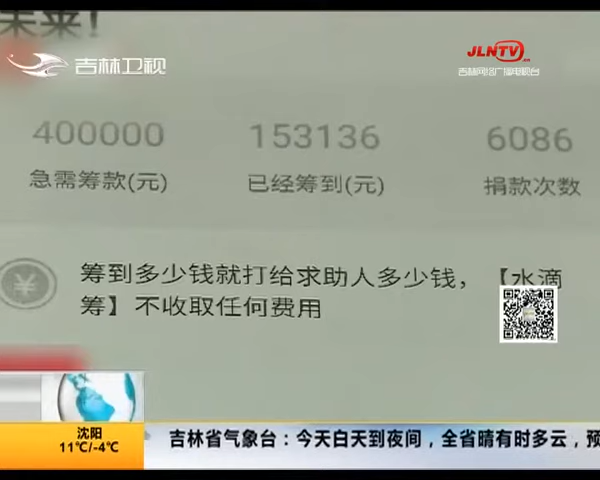 未来！
吉林卫视
JLNTV
吉林网络广播电视台
400000
153136
6086
急需筹款(元)
已经筹到(元)
捐款次数
¥
筹到多少钱就打给求助人多少钱，【水滴
筹】不收取任何费用
沈阳
11℃/-4℃
吉林省气象台：今天白天到夜间，全省晴有时多云，预